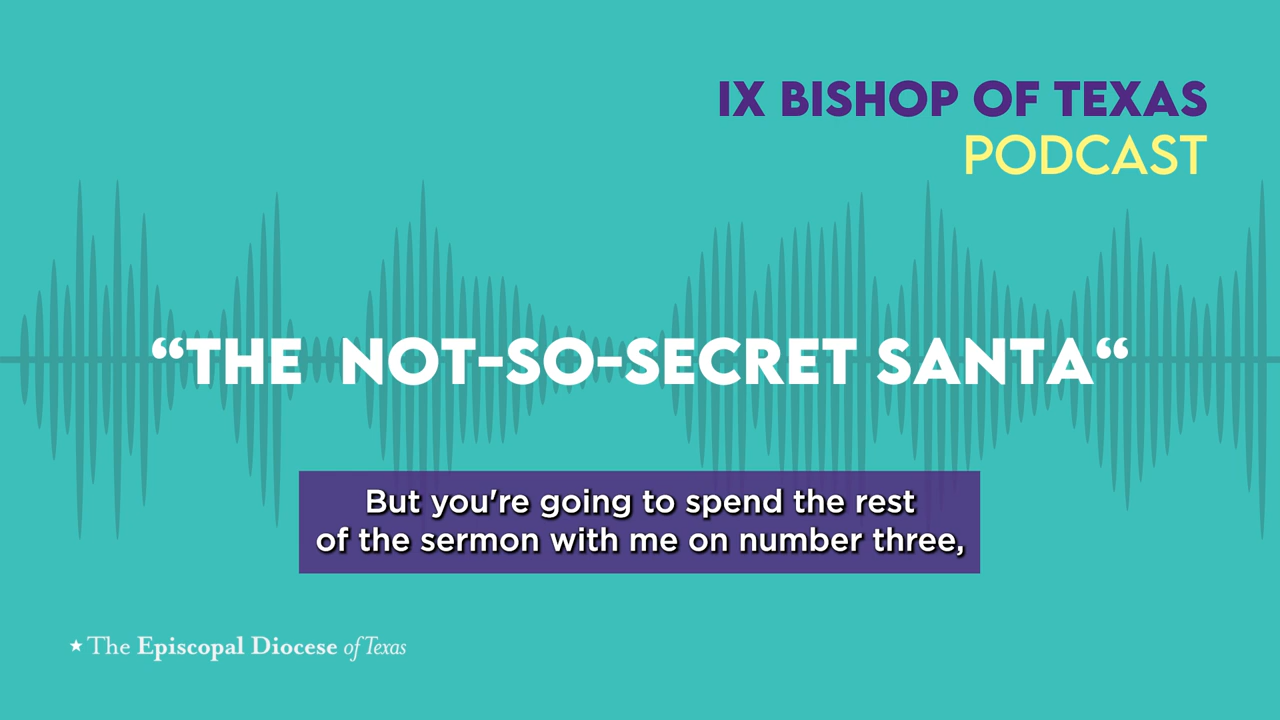 IX BISHOP OF TEXAS
PODCAST
“THE NOT-SO-SECRET SANTA“
But you're going to spend the rest
of the sermon with me on number three,
The Episcopal Diocese of Texas